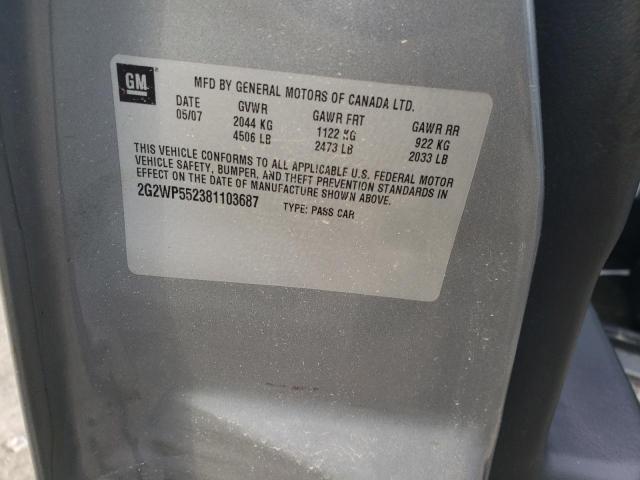 GM
MFD BY GENERAL MOTORS OF CANADA LTD.
DATE GVWR GAWR FRT GAWR RR
05/07 2044 KG 1122 KG 922 KG
4506 LB 2473 LB 2033 LB
THIS VEHICLE CONFORMS TO ALL APPLICABLE U.S. FEDERAL MOTOR
VEHICLE SAFETY, BUMPER, AND THEFT PREVENTION STANDARDS IN
EFFECT ON THE DATE OF MANUFACTURE SHOWN ABOVE.
2G2WP552381103687 TYPE: PASS CAR